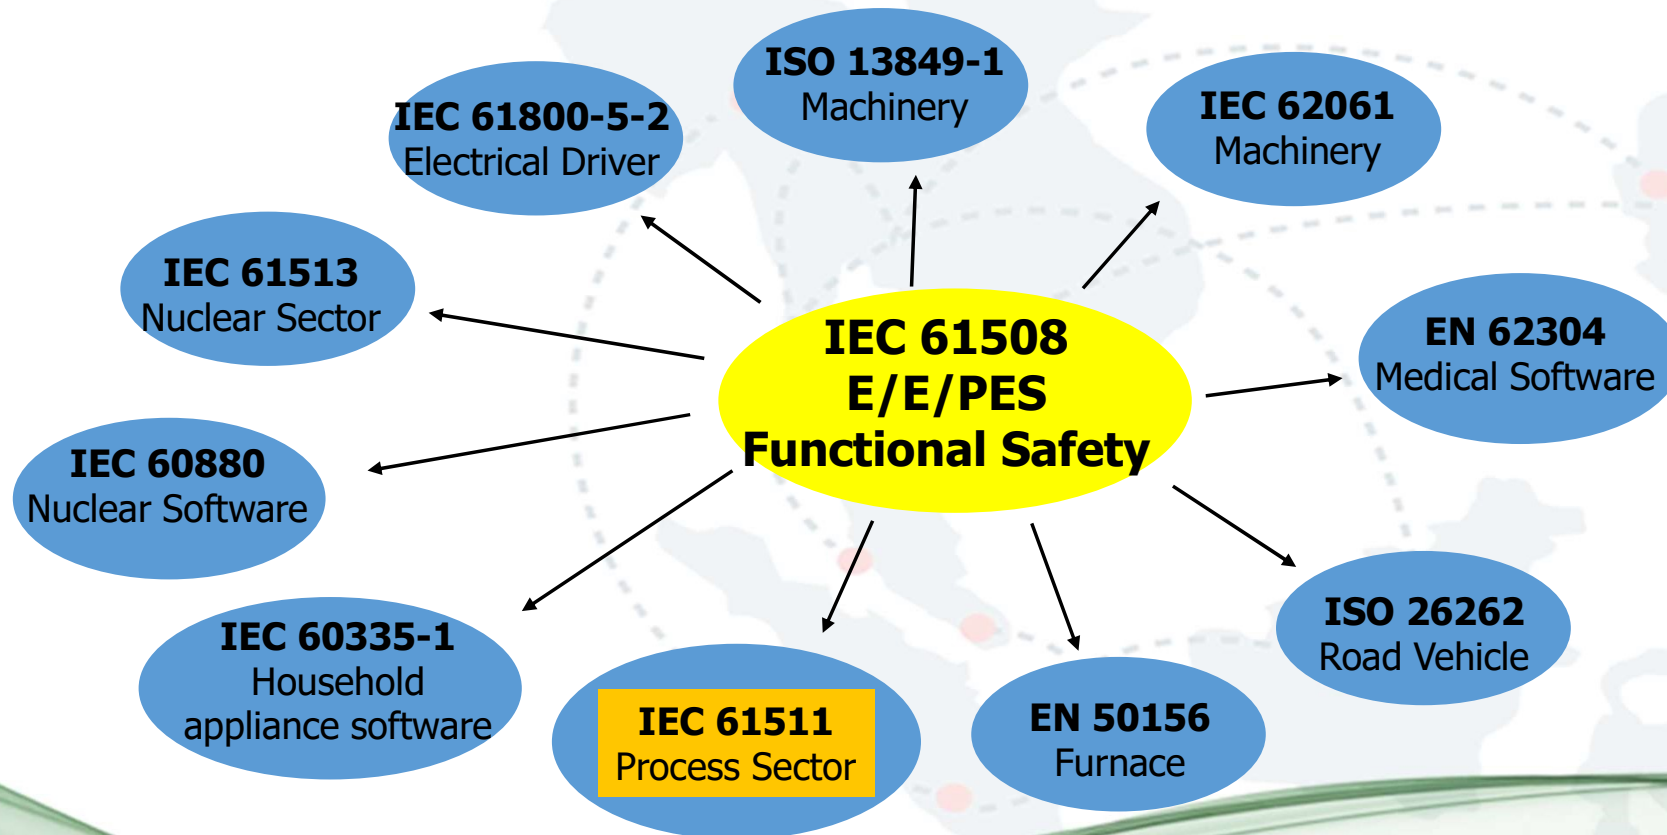 ISO 13849-1
Machinery
IEC 61800-5-2
Electrical Driver
IEC 62061
Machinery
IEC 61513
Nuclear Sector
IEC 61508
E/E/PES
Functional Safety
EN 62304
Medical Software
IEC 60880
Nuclear Software
IEC 60335-1
Household
appliance software
IEC 61511
Process Sector
EN 50156
Furnace
ISO 26262
Road Vehicle